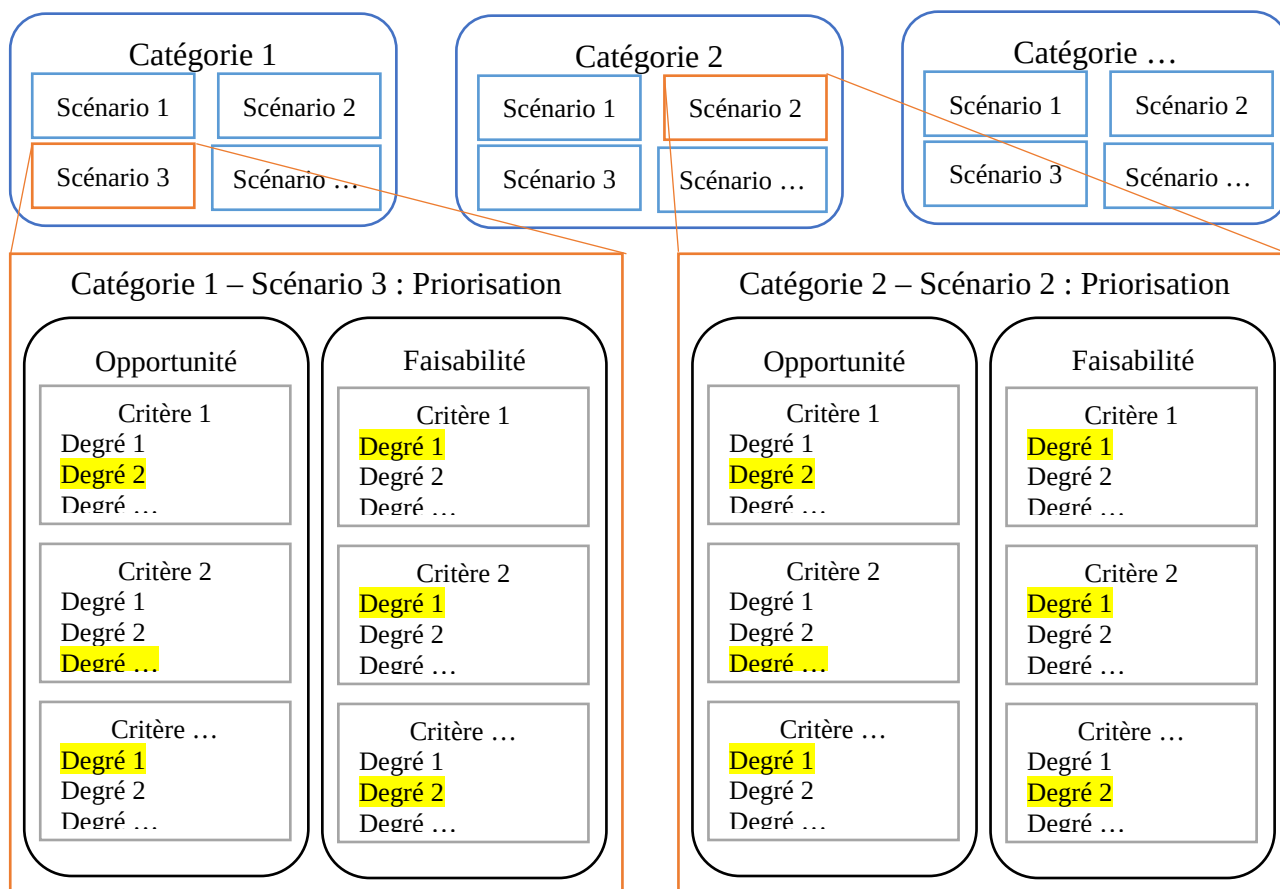 Catégorie 1
Scénario 1
Scénario 2
Scénario 3
Scénario …
Catégorie 2
Scénario 1
Scénario 2
Scénario 3
Scénario …
Catégorie …
Scénario 1
Scénario 2
Scénario 3
Scénario …
Catégorie 1 – Scénario 3 : Priorisation
Opportunité
Critère 1
Degré 1
Degré 2
Degré …
Critère 2
Degré 1
Degré 2
Degré …
Critère …
Degré 1
Degré 2
Degré …
Faisabilité
Critère 1
Degré 1
Degré 2
Degré …
Critère 2
Degré 1
Degré 2
Degré …
Critère …
Degré 1
Degré 2
Degré …
Catégorie 2 – Scénario 2 : Priorisation
Opportunité
Critère 1
Degré 1
Degré 2
Degré …
Critère 2
Degré 1
Degré 2
Degré …
Critère …
Degré 1
Degré 2
Degré …
Faisabilité
Critère 1
Degré 1
Degré 2
Degré …
Critère 2
Degré 1
Degré 2
Degré …
Critère …
Degré 1
Degré 2
Degré …